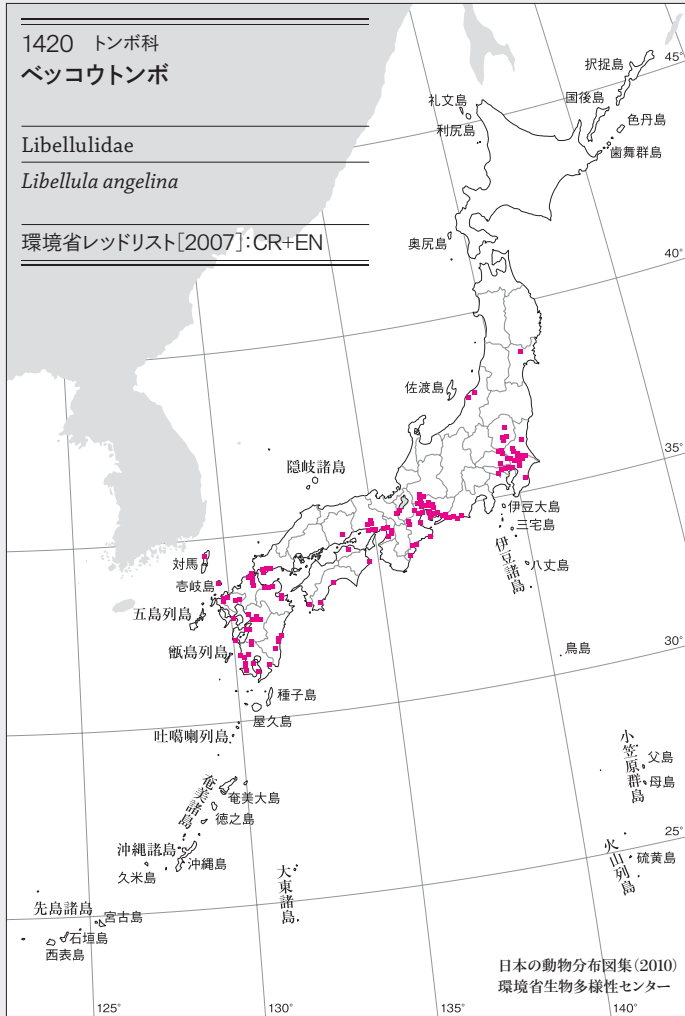 1420 トンボ科
ベッコウトンボ
Libellulidae
Libellula angelina
環境省レッドリスト[2007]:CR+EN
45°
択捉島
国後島
礼文島
色丹島
利尻島
歯舞群島
奥尻島
40°
佐渡島
35°
隠岐諸島
伊豆大島
三宅島
伊豆諸島
八丈島
対馬
壱岐島
五島列島
甑島列島
30°
鳥島
種子島
屋久島
吐噶喇列島
小笠原群島
父島
母島
奄美諸島
奄美大島
徳之島
25°
沖縄諸島
沖縄島
久米島
火山列島
硫黄島
大東諸島
先島諸島
宮古島
石垣島
西表島
日本の動物分布図集(2010)
環境省生物多様性センター
125°
130°
135°
140°